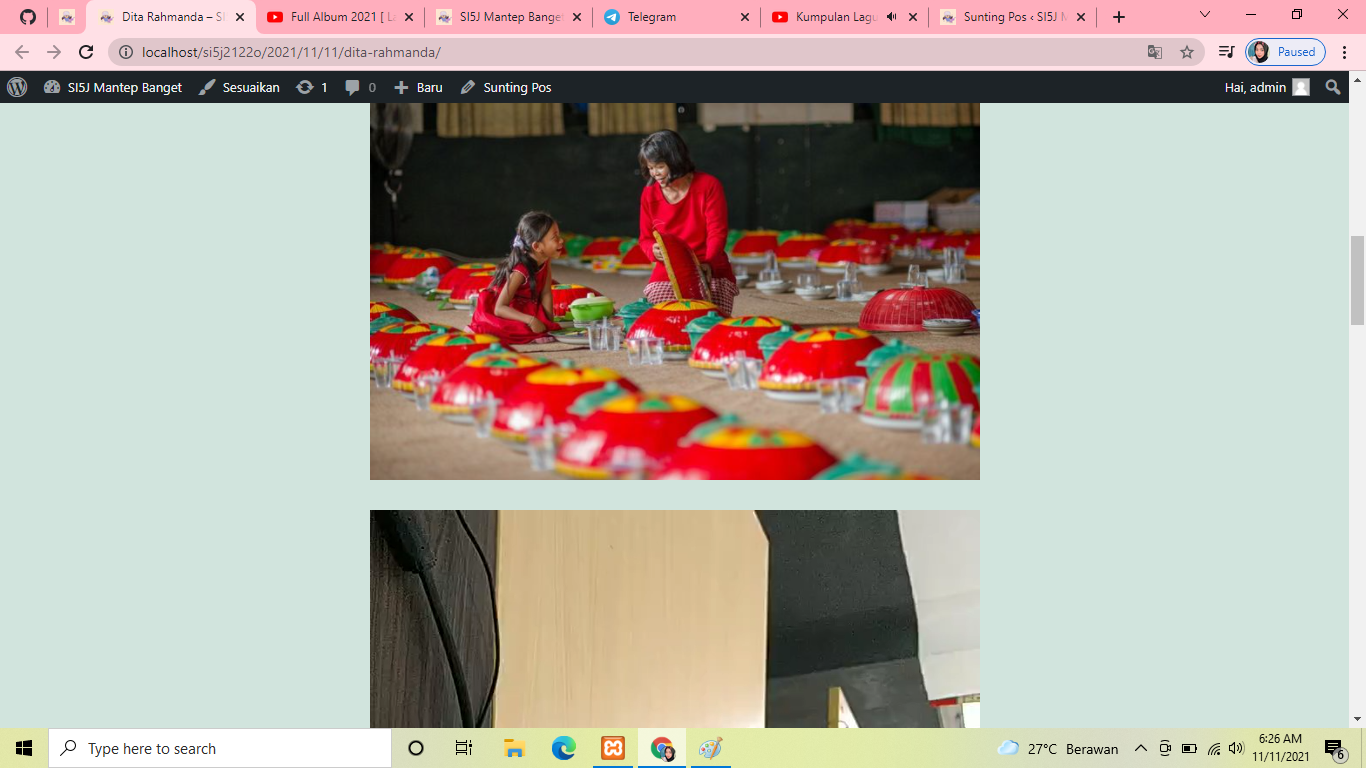 Dita Rahmanda – SI
Full Album 2021 [ La
SI5J Mantep Banget
Telegram
Kumpulan Lagu
Sunting Pos ‹ SI5J M
localhost/si5j2122o/2021/11/11/dita-rahmanda/
Paused
SI5J Mantep Banget
Sesuaikan
1
0
Baru
Sunting Pos
Hai, admin
Type here to search
27°C Berawan
6:26 AM
11/11/2021
6